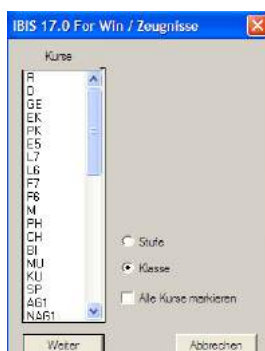 IBIS 17.0 For Win / Zeugnisse
Kurse
R
D
GE
EK
PK
E5
L7
L6
F7
F6
M
PH
CH
BI
MU
KU
SP
AG1
NAG1
Stufe
Klasse
Alle Kurse markieren
Weiter
Abbrechen